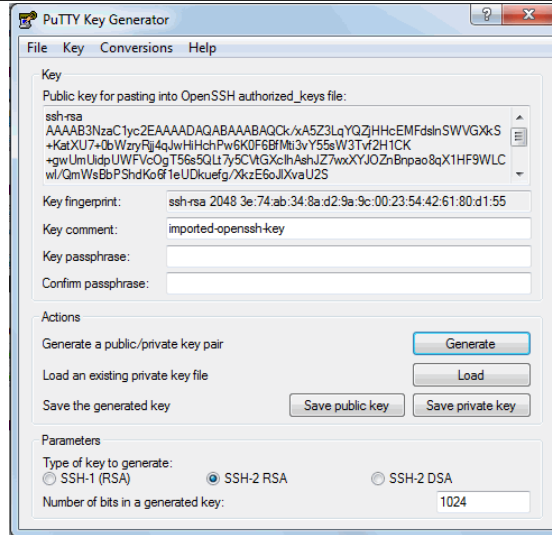 PuTTY Key Generator
File Key Conversions Help
Key
Public key for pasting into OpenSSH authorized_keys file:
ssh-rsa
AAAAB3NzaC1yc2EAAAADAQABAAABAQCk/xA5Z3LqYQZjHHcEMFdslnSWVGXkS
+KatXU7+0bWzryRjj4qJwHiHchPw6K0F6BfMti3vY55sW3Tvf2H1CK
+gwUmUidpUWFVcOgT56s5QLt7y5CVtGXclhAshJZ7wxXYJOZnBnpao8qX1HF9WLC
wl/QmWsBbPShdKo6f1eUDkuefg/XkzE6oJlXvaU2S
Key fingerprint: ssh-rsa 2048 3e:74:ab:34:8a:d2:9a:9c:00:23:54:42:61:80:d1:55
Key comment: imported-openssh-key
Key passphrase:
Confirm passphrase:
Actions
Generate a public/private key pair Generate
Load an existing private key file Load
Save the generated key Save public key Save private key
Parameters
Type of key to generate:
SSH-1 (RSA) SSH-2 RSA SSH-2 DSA
Number of bits in a generated key: 1024